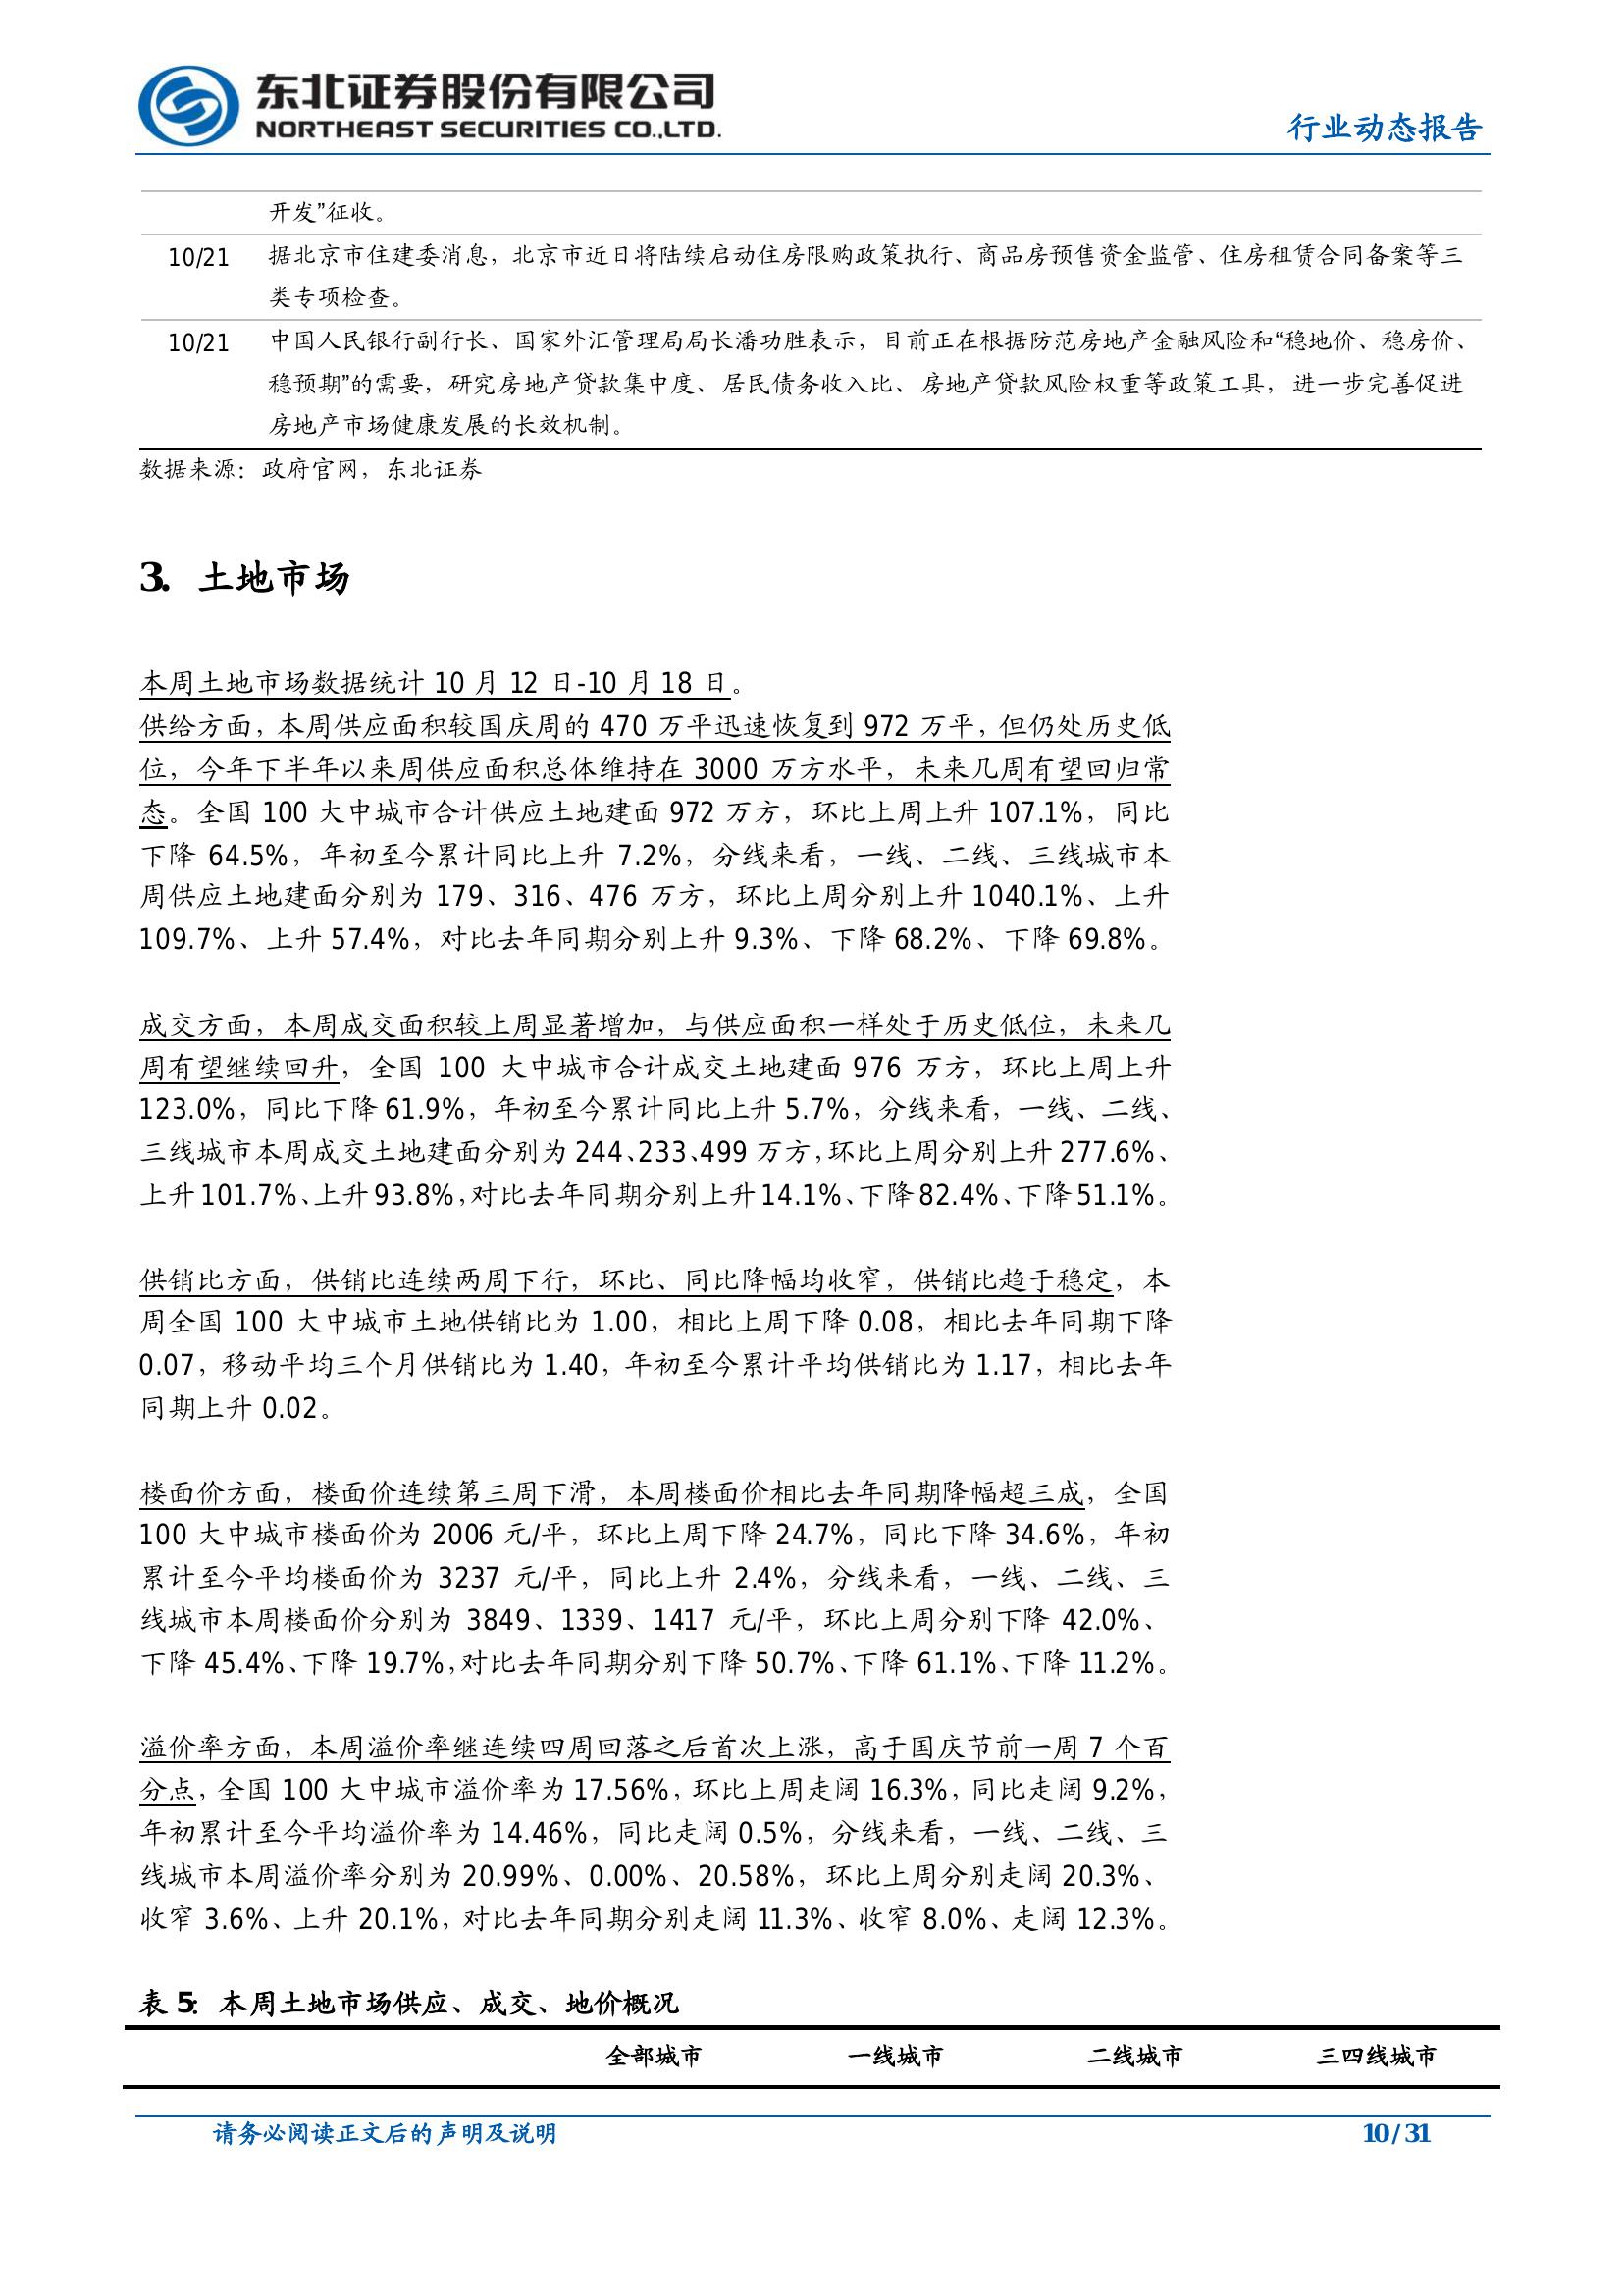 东北证券股份有限公司
NORTHEAST SECURITIES CO.,LTD.
行业动态报告
开发”征收。
10/21 据北京市住建委消息，北京市近日将陆续启动住房限购政策执行、商品房预售资金监管、住房租赁合同备案等三
类专项检查。
10/21 中国人民银行副行长、国家外汇管理局局长潘功胜表示，目前正在根据防范房地产金融风险和“稳地价、稳房价、
稳预期”的需要，研究房地产贷款集中度、居民债务收入比、房地产贷款风险权重等政策工具，进一步完善促进
房地产市场健康发展的长效机制。
数据来源：政府官网，东北证券
3. 土地市场
本周土地市场数据统计 10 月 12 日-10 月 18 日。
供给方面，本周供应面积较国庆周的 470 万平迅速恢复到 972 万平，但仍处历史低
位，今年下半年以来周供应面积总体维持在 3000 万方水平，未来几周有望回归常
态。全国 100 大中城市合计供应土地建面 972 万方，环比上周上升 107.1%，同比
下降 64.5%，年初至今累计同比上升 7.2%，分线来看，一线、二线、三线城市本
周供应土地建面分别为 179、316、476 万方，环比上周分别上升 1040.1%、上升
109.7%、上升 57.4%，对比去年同期分别上升 9.3%、下降 68.2%、下降 69.8%。
成交方面，本周成交面积较上周显著增加，与供应面积一样处于历史低位，未来几
周有望继续回升，全国 100 大中城市合计成交土地建面 976 万方，环比上周上升
123.0%，同比下降 61.9%，年初至今累计同比上升 5.7%，分线来看，一线、二线、
三线城市本周成交土地建面分别为 244、233、499 万方，环比上周分别上升 277.6%、
上升 101.7%、上升 93.8%，对比去年同期分别上升 14.1%、下降 82.4%、下降 51.1%。
供销比方面，供销比连续两周下行，环比、同比降幅均收窄，供销比趋于稳定，本
周全国 100 大中城市土地供销比为 1.00，相比上周下降 0.08，相比去年同期下降
0.07，移动平均三个月供销比为 1.40，年初至今累计平均供销比为 1.17，相比去年
同期上升 0.02。
楼面价方面，楼面价连续第三周下滑，本周楼面价相比去年同期降幅超三成，全国
100 大中城市楼面价为 2006 元/平，环比上周下降 24.7%，同比下降 34.6%，年初
累计至今平均楼面价为 3237 元/平，同比上升 2.4%，分线来看，一线、二线、三
线城市本周楼面价分别为 3849、1339、1417 元/平，环比上周分别下降 42.0%、
下降 45.4%、下降 19.7%，对比去年同期分别下降 50.7%、下降 61.1%、下降 11.2%。
溢价率方面，本周溢价率继连续四周回落之后首次上涨，高于国庆节前一周 7 个百
分点，全国 100 大中城市溢价率为 17.56%，环比上周走阔 16.3%，同比走阔 9.2%，
年初累计至今平均溢价率为 14.46%，同比走阔 0.5%，分线来看，一线、二线、三
线城市本周溢价率分别为 20.99%、0.00%、20.58%，环比上周分别走阔 20.3%、
收窄 3.6%、上升 20.1%，对比去年同期分别走阔 11.3%、收窄 8.0%、走阔 12.3%。
表 5：本周土地市场供应、成交、地价概况
全部城市 一线城市 二线城市 三四线城市
请务必阅读正文后的声明及说明 10 / 31